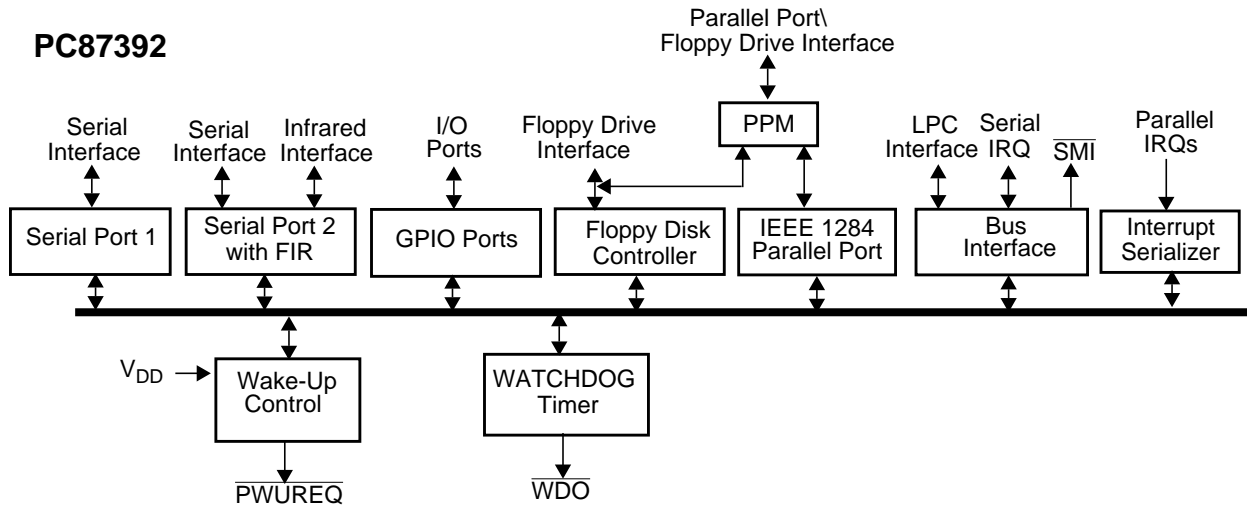 PC87392
Parallel Port\
Floppy Drive Interface
PPM
Serial
Interface
Serial
Interface
Infrared
Interface
I/O
Ports
Floppy Drive
Interface
LPC
Interface
Serial
IRQ
SMI
Parallel
IRQs
Serial Port 1
Serial Port 2
with FIR
GPIO Ports
Floppy Disk
Controller
IEEE 1284
Parallel Port
Bus
Interface
Interrupt
Serializer
VDD
Wake-Up
Control
WATCHDOG
Timer
PWUREQ
WDO